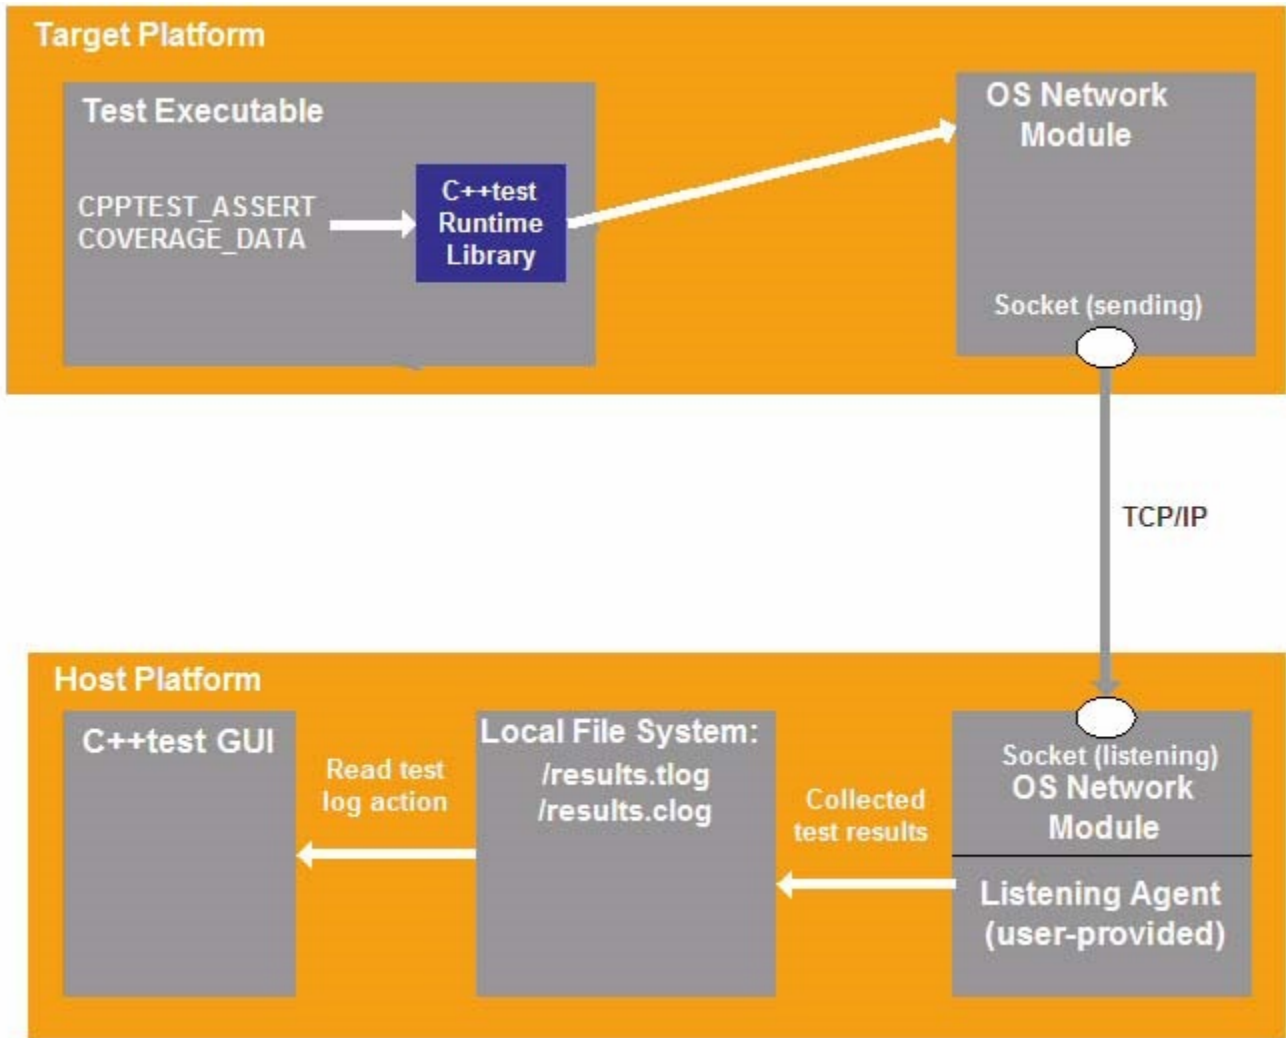 Target Platform
Test Executable
CPPTEST_ASSERT
COVERAGE_DATA
C++test
Runtime
Library
OS Network
Module
Socket (sending)
TCP/IP
Host Platform
C++test GUI
Read test
log action
Local File System:
/results.tlog
/results.clog
Collected
test results
Socket (listening)
OS Network
Module
Listening Agent
(user-provided)